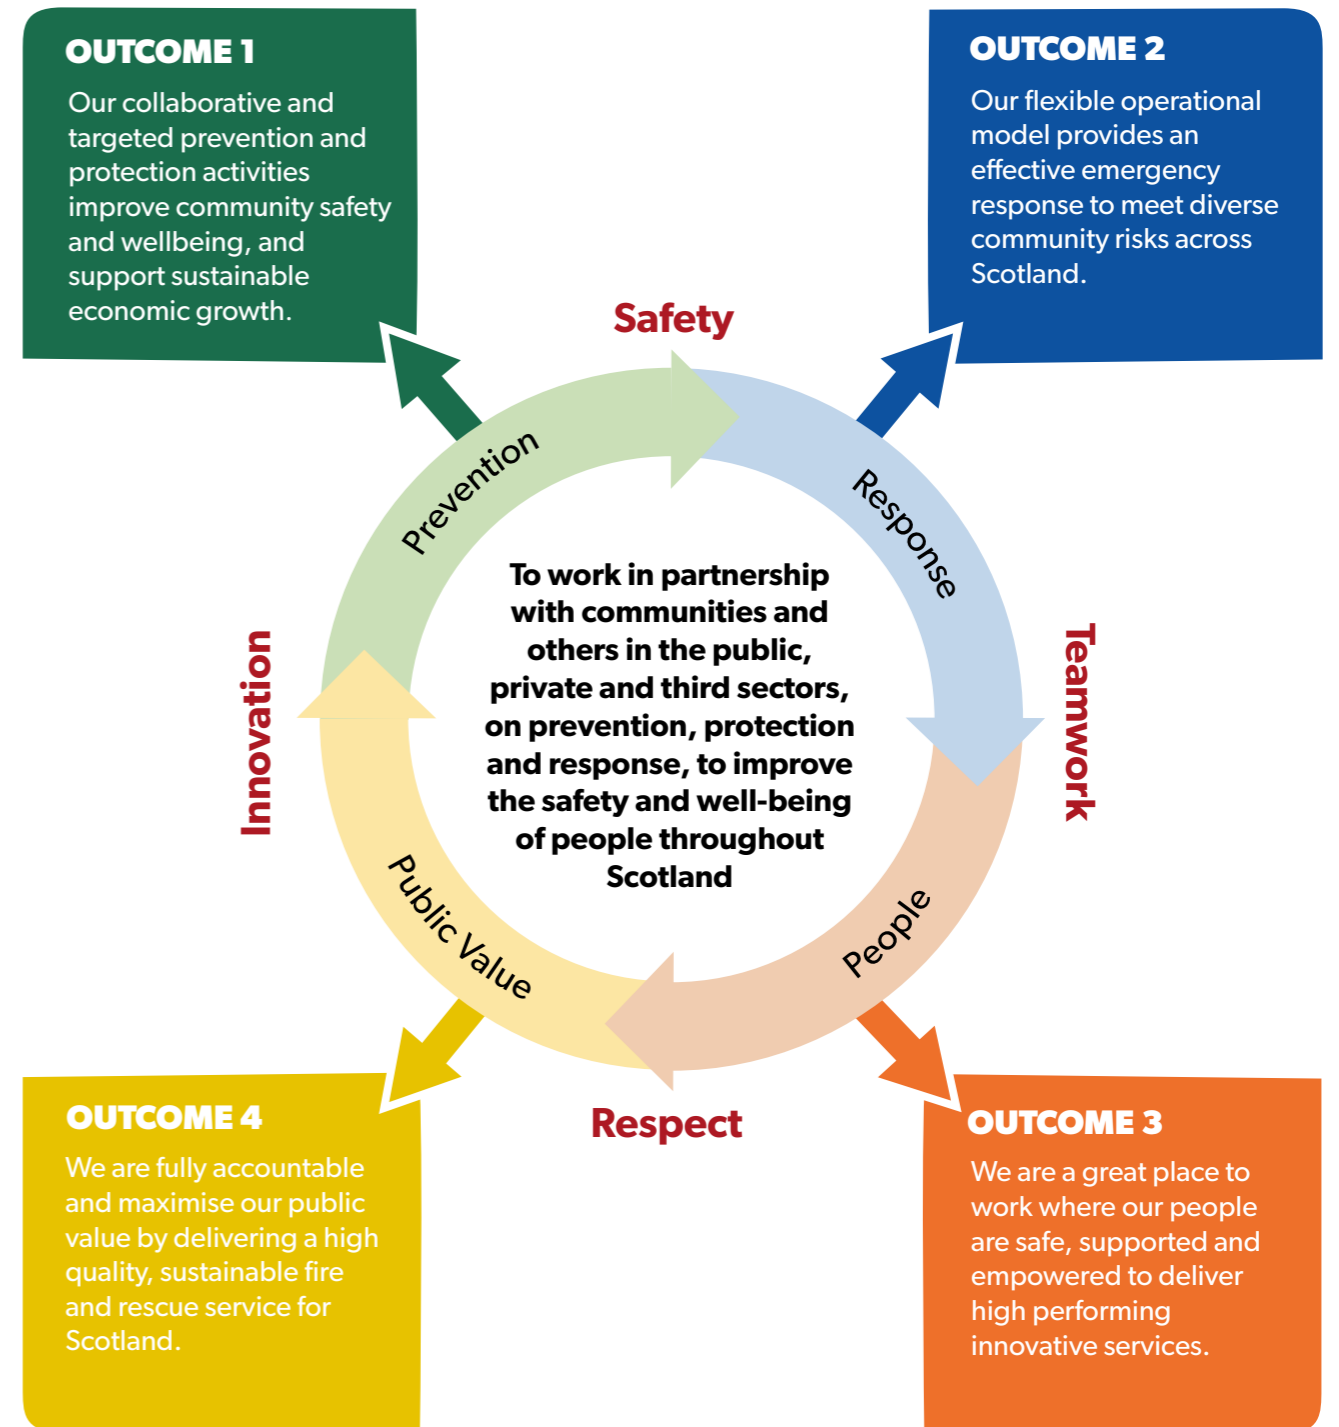 OUTCOME 1
Our collaborative and
targeted prevention and
protection activities
improve community safety
and wellbeing, and
support sustainable
economic growth.
OUTCOME 2
Our flexible operational
model provides an
effective emergency
response to meet diverse
community risks across
Scotland.
Safety
Prevention
Response
Innovation
To work in partnership
with communities and
others in the public,
private and third sectors,
on prevention, protection
and response, to improve
the safety and well-being
of people throughout
Scotland
Teamwork
Public Value
People
Respect
OUTCOME 4
We are fully accountable
and maximise our public
value by delivering a high
quality, sustainable fire
and rescue service for
Scotland.
OUTCOME 3
We are a great place to
work where our people
are safe, supported and
empowered to deliver
high performing
innovative services.